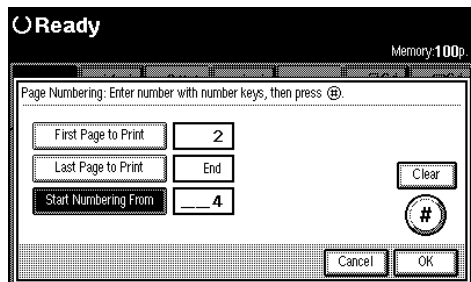 Ready
Memory:100p.
Page Numbering: Enter number with number keys, then press #.
First Page to Print 2
Last Page to Print End
Clear
Start Numbering From __4
#
Cancel OK